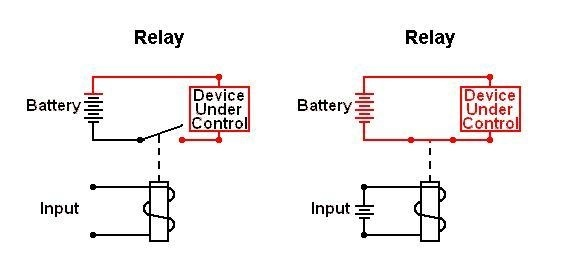 Relay
Battery
Device
Under
Control
Input
Relay
Battery
Device
Under
Control
Input